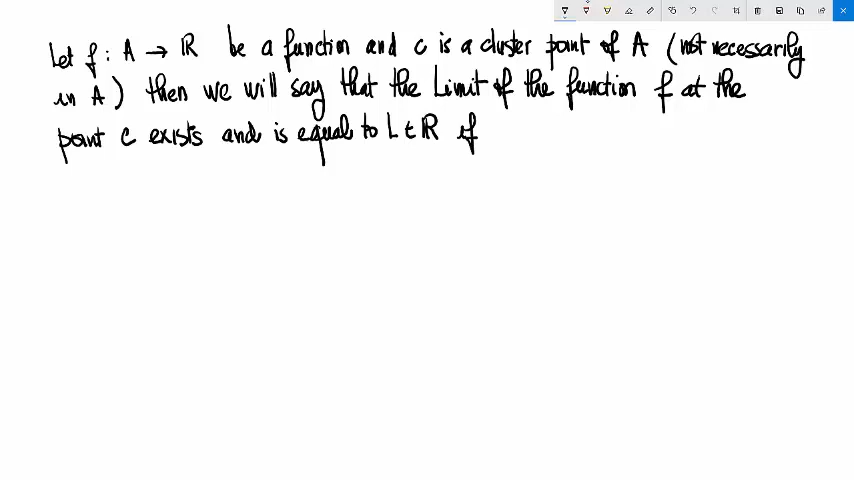 Let f : A → ℝ be a function and c is a cluster point of A (not necessarily
in A) then we will say that the Limit of the function f at the
point c exists and is equal to L ∈ ℝ if